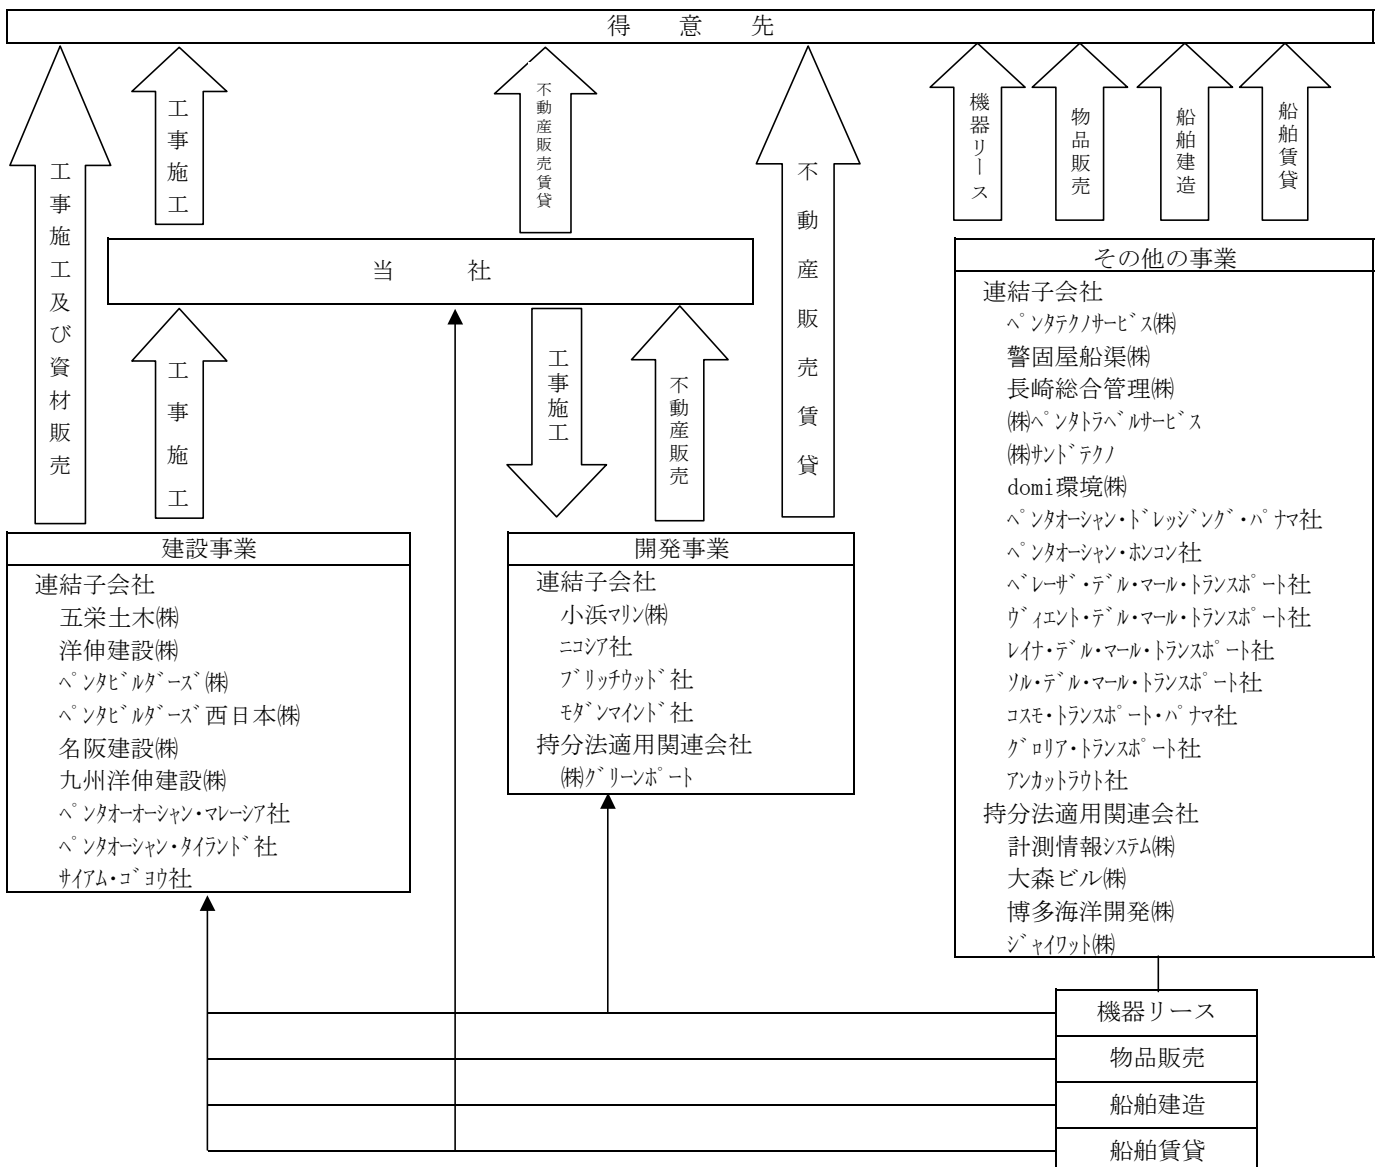 得意先
工事施工及び資材販売
工事施工
不動産販売賃貸
不動産販売賃貸
機器リース
物品販売
船舶建造
船舶賃貸
当社
工事施工
工事施工
不動産販売
建設事業
連結子会社
五栄土木㈱
洋伸建設㈱
ペンタビルダーズ㈱
ペンタビルダーズ西日本㈱
名阪建設㈱
九州洋伸建設㈱
ペンタオーオーシャン・マレーシア社
ペンタオーシャン・タイランド社
サイアム・ゴヨウ社
開発事業
連結子会社
小浜マリン㈱
ニコシア社
ブリッチウッド社
モダンマインド社
持分法適用関連会社
㈱グリーンポート
その他の事業
連結子会社
ペンタテクノサービス㈱
警固屋船渠㈱
長崎総合管理㈱
㈱ペンタトラベルサービス
㈱サンドテクノ
domi環境㈱
ペンタオーシャン・ドレッジング・パナマ社
ペンタオーシャン・ホンコン社
ベレーザ・デル・マール・トランスポート社
ヴィエント・デル・マール・トランスポート社
レイナ・デル・マール・トランスポート社
ソル・デル・マール・トランスポート社
コスモ・トランスポート・パナマ社
グロリア・トランスポート社
アンカットラウト社
持分法適用関連会社
計測情報システム㈱
大森ビル㈱
博多海洋開発㈱
ジャイワット㈱
機器リース
物品販売
船舶建造
船舶賃貸